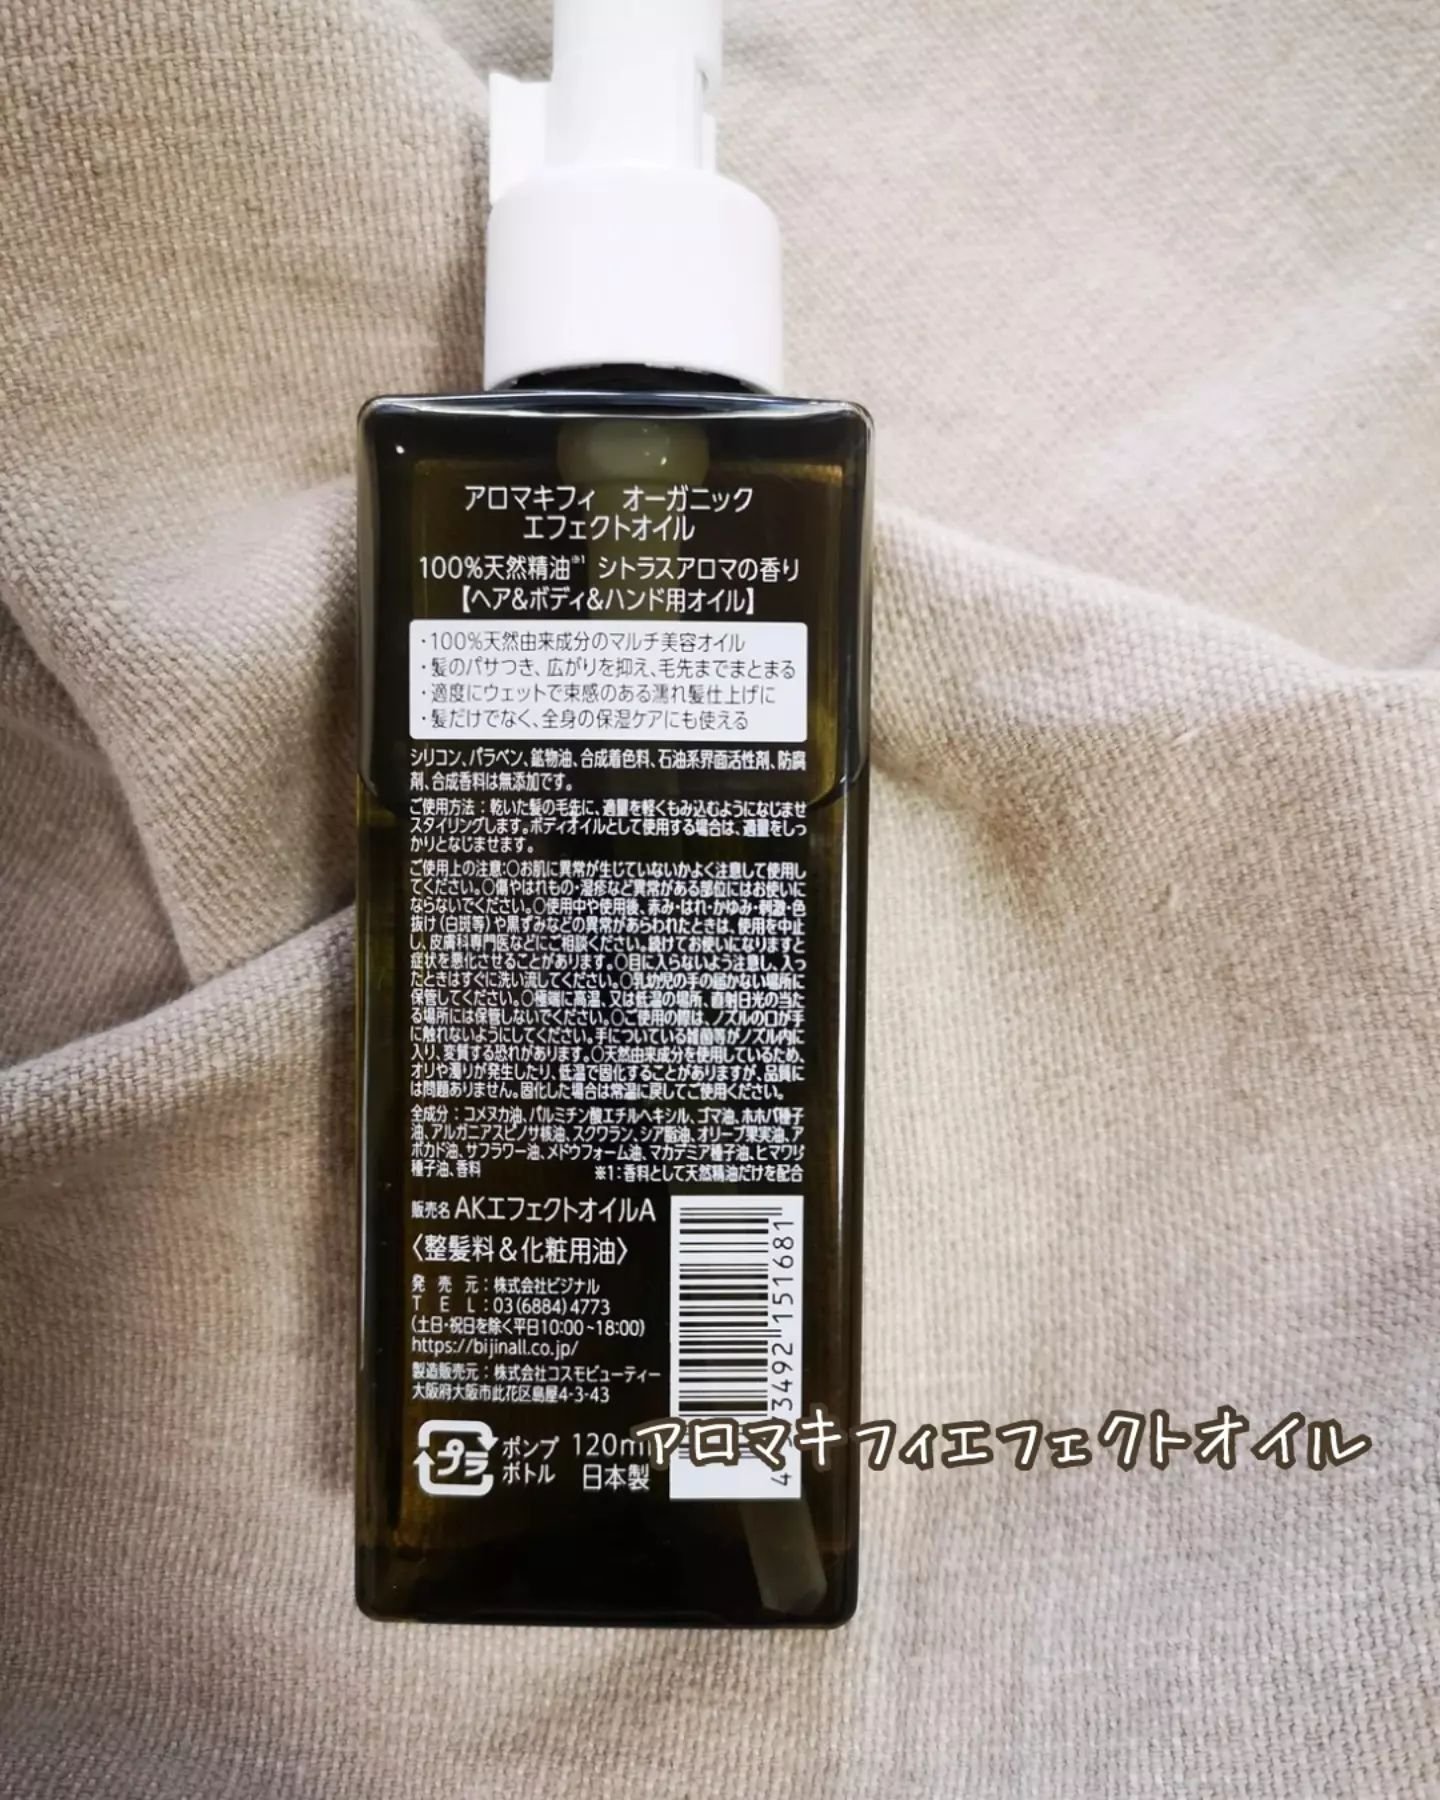 アロマキフィ オーガニック
エフェクトオイル
100%天然精油※1 シトラスアロマの香り
【ヘア&ボディ&ハンド用オイル】
・100%天然由来成分のマルチ美容オイル
・髪のパサつき、広がりを抑え、毛先までまとまる
・適度にウェットで束感のある濡れ髪仕上げに
・髪だけでなく、全身の保湿ケアにも使える
シリコン、パラベン、鉱物油、合成着色料、石油系界面活性剤、防腐
剤、合成香料は無添加です。
ご使用方法：乾いた髪の毛先に、適量を軽くもみ込むようになじませ
スタイリングします。ボディオイルとして使用する場合は、適量をしっ
かりとなじませます。
ご使用上の注意:○お肌に異常が生じていないかよく注意して使用し
てください。○傷やはれもの・湿疹など異常がある部位にはお使いに
ならないでください。○使用中や使用後、赤み・はれ・かゆみ・刺激・色
抜け(白斑等)や黒ずみなどの異常があらわれたときは、使用を中止
し、皮膚科専門医などにご相談ください。続けてお使いになりますと
症状を悪化させることがあります。○目に入らないよう注意し、入っ
たときはすぐに洗い流してください。○乳幼児の手の届かない場所に
保管してください。○極端に高温、又は低温の場所、直射日光の当た
る場所には保管しないでください。○ご使用の際は、ノズルの口が手
に触れないようにしてください。手についている雑菌等がノズル内に
入り、変質する恐れがあります。○天然由来成分を使用しているため、
オリや濁りが発生したり、低温で固化することがありますが、品質に
は問題ありません。固化した場合は常温に戻してご使用ください。
全成分：コメヌカ油、パルミチン酸エチルヘキシル、ゴマ油、ホホバ種子
油、アルガニアスピノサ核油、スクワラン、シア脂油、オリーブ果実油、ア
ボカド油、サフラワー油、メドウフォーム油、マカデミア種子油、ヒマワリ
種子油、香料 ※1：香料として天然精油だけを配合
販売名 AKエフェクトオイルA
〈整髪料＆化粧用油〉
発売元：株式会社ビジナル
TEL：03(6884)4773
(土日・祝日を除く平日10:00~18:00)
https://bijinall.co.jp/
製造販売元：株式会社コスモビューティー
大阪府大阪市此花区島屋4-3-43
プラ ポンプ 120ml
ボトル 日本製
アロマキフィエフェクトオイル